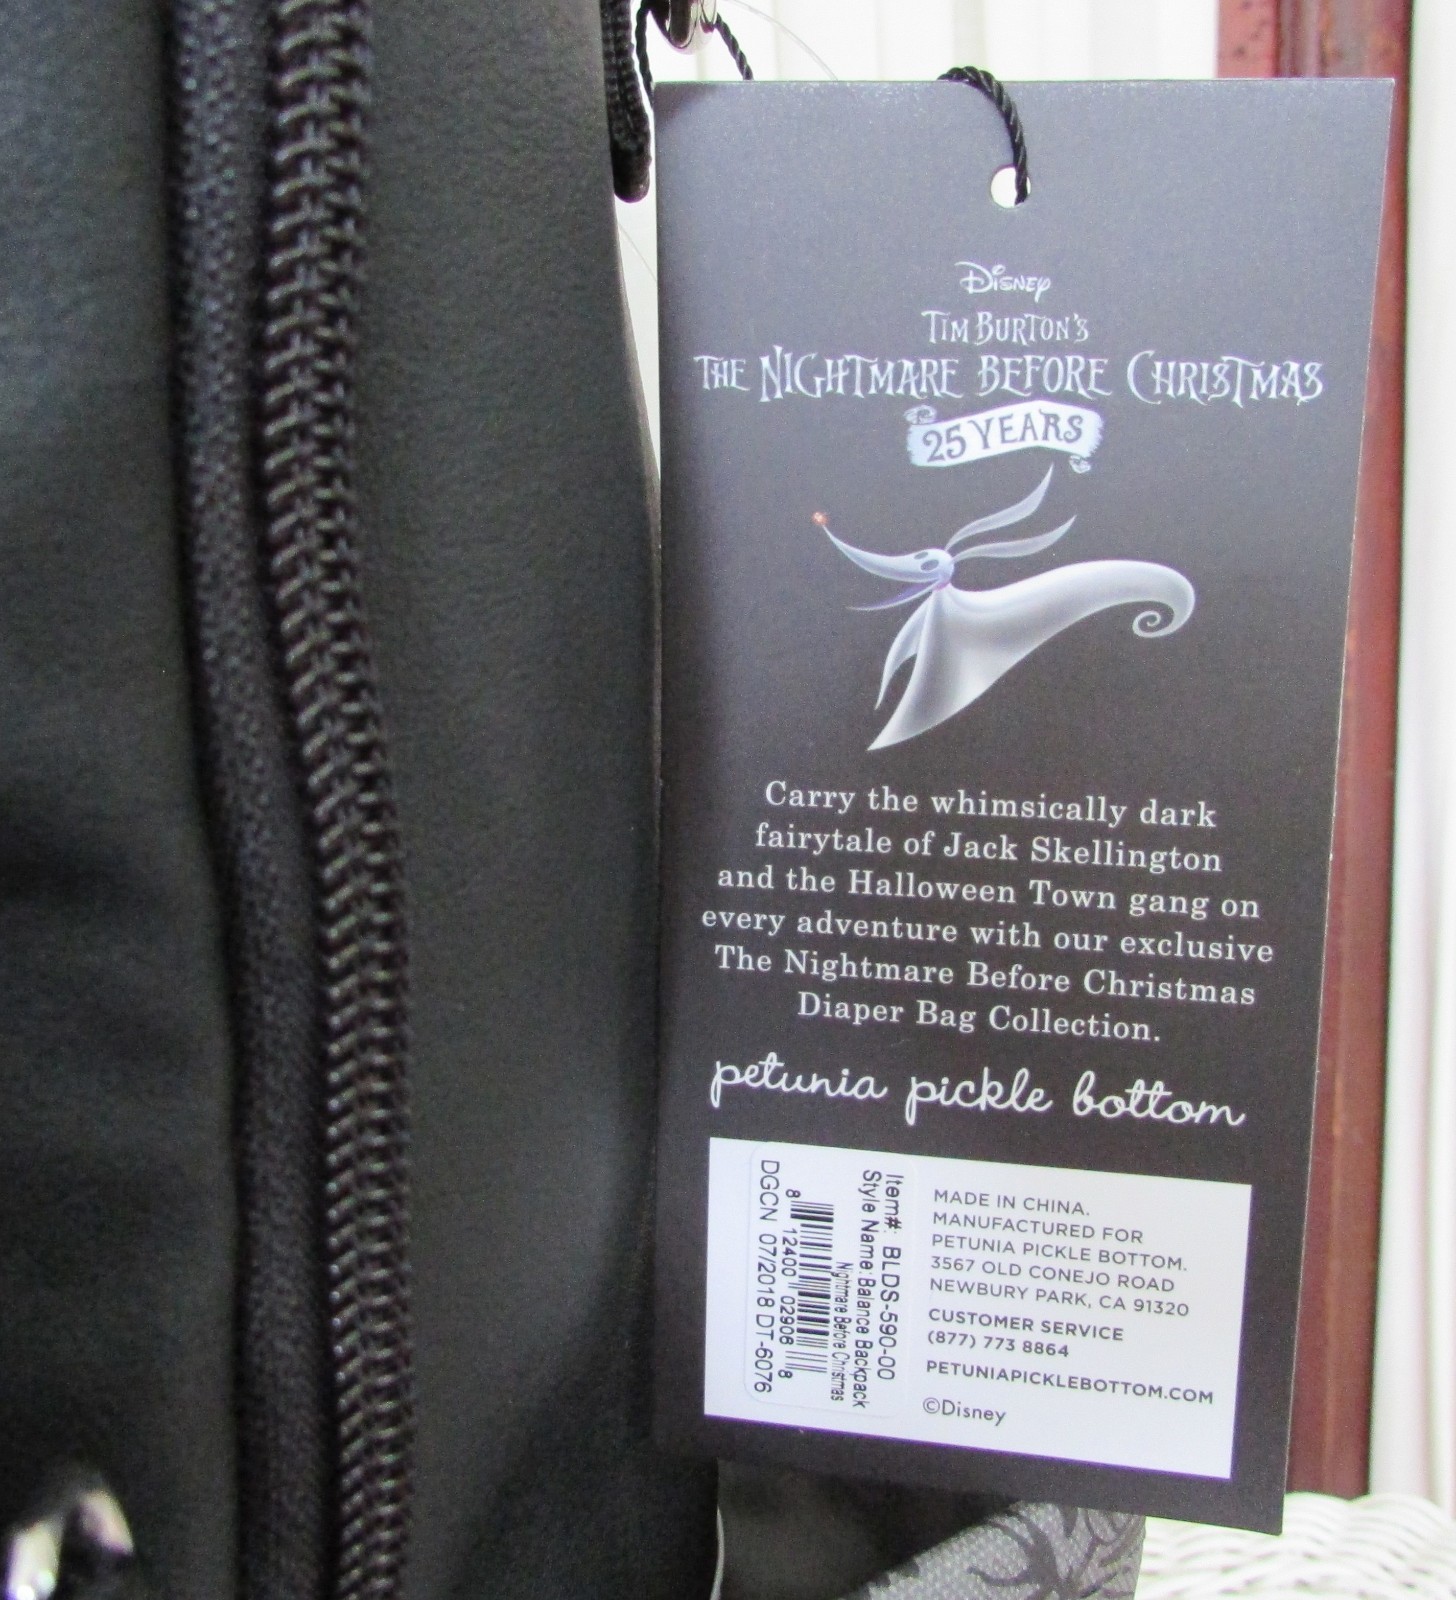 Disney
TIM BURTON'S
THE NIGHTMARE BEFORE CHRISTMAS
25 YEARS
Carry the whimsically dark
fairytale of Jack Skellington
and the Halloween Town gang on
every adventure with our exclusive
The Nightmare Before Christmas
Diaper Bag Collection.
petunia pickle bottom
Item#: BLDS-590-00
Style Name: Balance Backpack
Nightmare Before Christmas
8 12400 02906 8
DGCN 07/2018 DT-6076
MADE IN CHINA.
MANUFACTURED FOR
PETUNIA PICKLE BOTTOM.
3567 OLD CONEJO ROAD
NEWBURY PARK, CA 91320
CUSTOMER SERVICE
(877) 773 8864
PETUNIAPICKLEBOTTOM.COM
©Disney